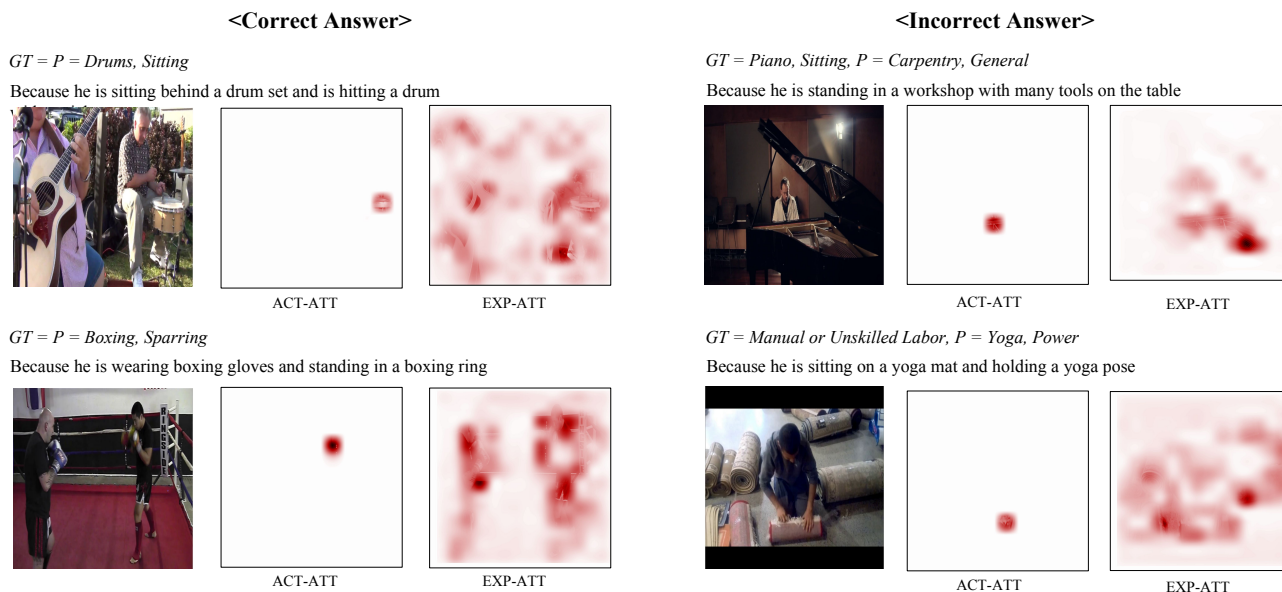 <Correct Answer>
GT = P = Drums, Sitting
Because he is sitting behind a drum set and is hitting a drum
ACT-ATT
EXP-ATT
GT = P = Boxing, Sparring
Because he is wearing boxing gloves and standing in a boxing ring
RINGSIDE
ACT-ATT
EXP-ATT
<Incorrect Answer>
GT = Piano, Sitting, P = Carpentry, General
Because he is standing in a workshop with many tools on the table
ACT-ATT
EXP-ATT
GT = Manual or Unskilled Labor, P = Yoga, Power
Because he is sitting on a yoga mat and holding a yoga pose
ACT-ATT
EXP-ATT